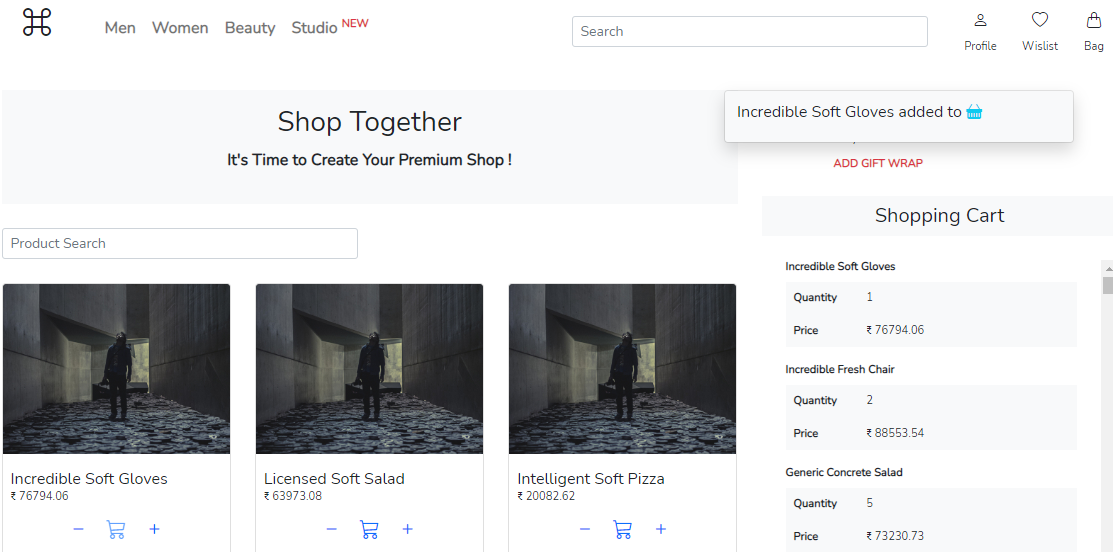 Men Women Beauty Studio NEW
Search
Profile Wislist Bag
Shop Together
It's Time to Create Your Premium Shop !
Incredible Soft Gloves added to
ADD GIFT WRAP
Shopping Cart
Product Search
Incredible Soft Gloves
₹ 76794.06
Licensed Soft Salad
₹ 63973.08
Intelligent Soft Pizza
₹ 20082.62
Incredible Soft Gloves
Quantity 1
Price ₹ 76794.06
Incredible Fresh Chair
Quantity 2
Price ₹ 88553.54
Generic Concrete Salad
Quantity 5
Price ₹ 73230.73